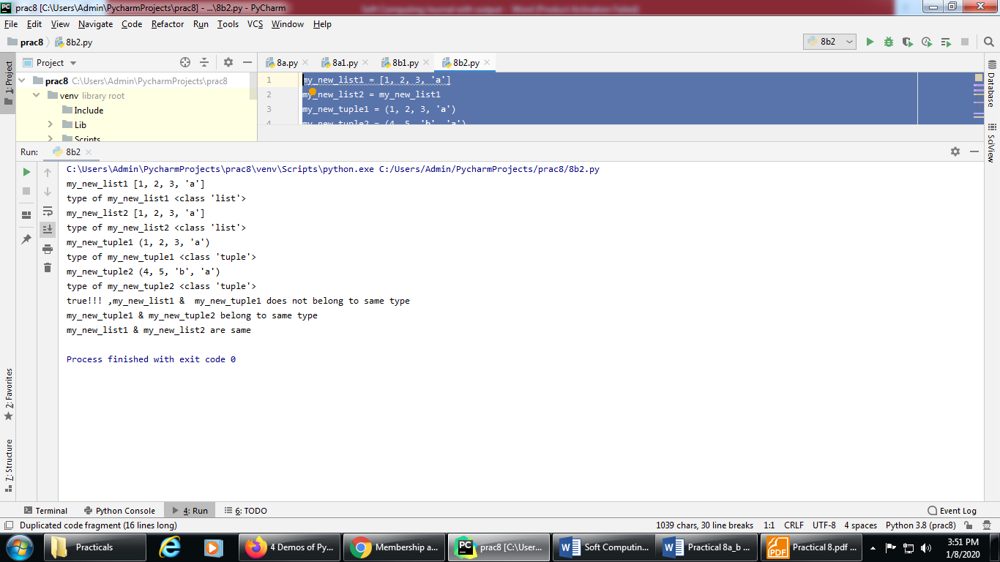 prac8 [C:\Users\Admin\PycharmProjects\prac8] - ...\8b2.py - PyCharm
File Edit View Navigate Code Refactor Run Tools VCS Window Help
prac8 8b2.py
8b2
1: Project
Project
8a.py 8a1.py 8b1.py 8b2.py
prac8 C:\Users\Admin\PycharmProjects\prac8
venv library root
Include
Lib
Scripts
1 my_new_list1 = [1, 2, 3, 'a']
2 my_new_list2 = my_new_list1
3 my_new_tuple1 = (1, 2, 3, 'a')
4 my_new_tuple2 = (4, 5, 'b', 'a')
Database
SciView
Run: 8b2
C:\Users\Admin\PycharmProjects\prac8\venv\Scripts\python.exe C:/Users/Admin/PycharmProjects/prac8/8b2.py
my_new_list1 [1, 2, 3, 'a']
type of my_new_list1 <class 'list'>
my_new_list2 [1, 2, 3, 'a']
type of my_new_list2 <class 'list'>
my_new_tuple1 (1, 2, 3, 'a')
type of my_new_tuple1 <class 'tuple'>
my_new_tuple2 (4, 5, 'b', 'a')
type of my_new_tuple2 <class 'tuple'>
true!!! ,my_new_list1 &  my_new_tuple1 does not belong to same type
my_new_tuple1 & my_new_tuple2 belong to same type
my_new_list1 & my_new_list2 are same
Process finished with exit code 0
2: Favorites
7: Structure
Terminal Python Console 4: Run 6: TODO Event Log
Duplicated code fragment (16 lines long) 1039 chars, 30 line breaks 1:1 CRLF UTF-8 4 spaces Python 3.8 (prac8)
Practicals 4 Demos of Py... Membership a... prac8 [C:\User... Soft Computin... Practical 8a_b ... Practical 8.pdf ...
3:51 PM
1/8/2020